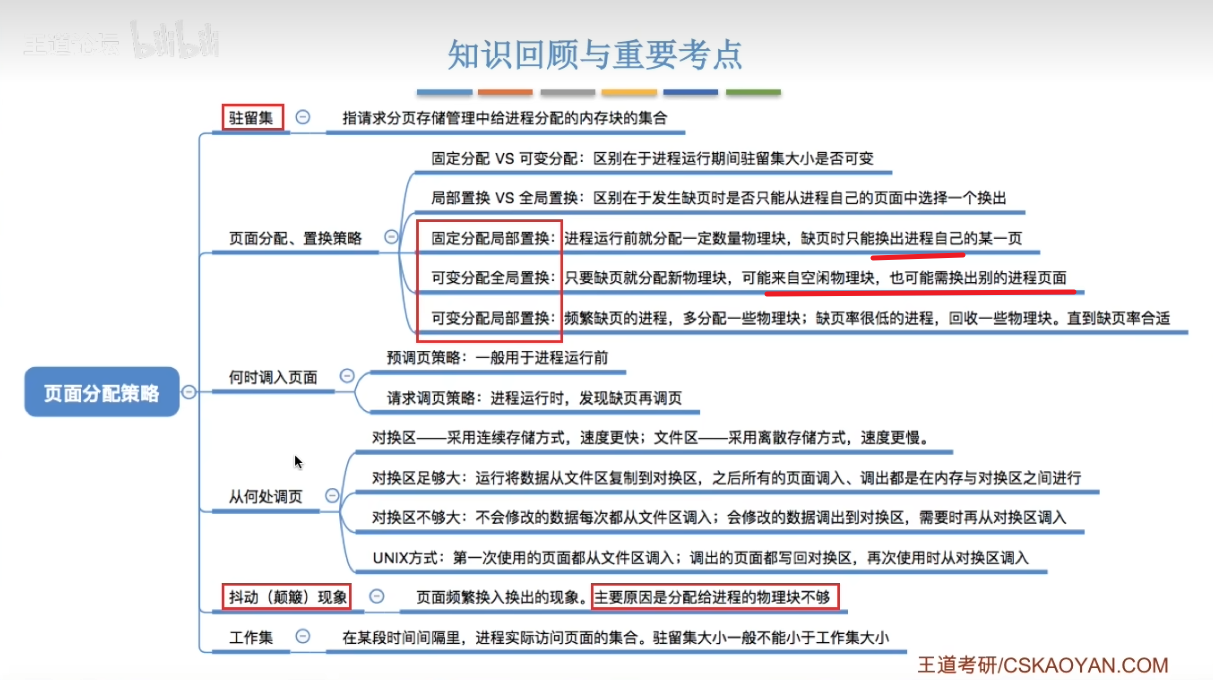 王道论坛 bilibili
知识回顾与重要考点
驻留集
指请求分页存储管理中给进程分配的内存块的集合
固定分配 VS 可变分配：区别在于进程运行期间驻留集大小是否可变
局部置换 VS 全局置换：区别在于发生缺页时是否只能从进程自己的页面中选择一个换出
页面分配、置换策略
固定分配局部置换：进程运行前就分配一定数量物理块，缺页时只能换出进程自己的某一页
可变分配全局置换：只要缺页就分配新物理块，可能来自空闲物理块，也可能需换出别的进程页面
可变分配局部置换：频繁缺页的进程，多分配一些物理块；缺页率很低的进程，回收一些物理块。直到缺页率合适
页面分配策略
何时调入页面
预调页策略：一般用于进程运行前
请求调页策略：进程运行时，发现缺页再调页
对换区——采用连续存储方式，速度更快；文件区——采用离散存储方式，速度更慢。
从何处调页
对换区足够大：运行将数据从文件区复制到对换区，之后所有的页面调入、调出都是在内存与对换区之间进行
对换区不够大：不会修改的数据每次都从文件区调入；会修改的数据调出到对换区，需要时再从对换区调入
UNIX方式：第一次使用的页面都从文件区调入；调出的页面都写回对换区，再次使用时从对换区调入
抖动（颠簸）现象
页面频繁换入换出的现象。主要原因是分配给进程的物理块不够
工作集
在某段时间间隔里，进程实际访问页面的集合。驻留集大小一般不能小于工作集大小
王道考研/CSKAOYAN.COM